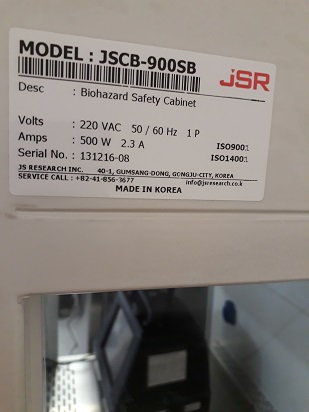 MODEL : JSCB-900SB
JSR
Desc : Biohazard Safety Cabinet
Volts : 220 VAC 50 / 60 Hz 1 P
Amps : 500 W 2.3 A
ISO9001
Serial No. : 131216-08
ISO14001
JS RESEARCH INC. 40-1, GUMSANG-DONG, GONGJU-CITY, KOREA
SERVICE CALL : +82-41-856-3677 info@jsresearch.co.k
MADE IN KOREA